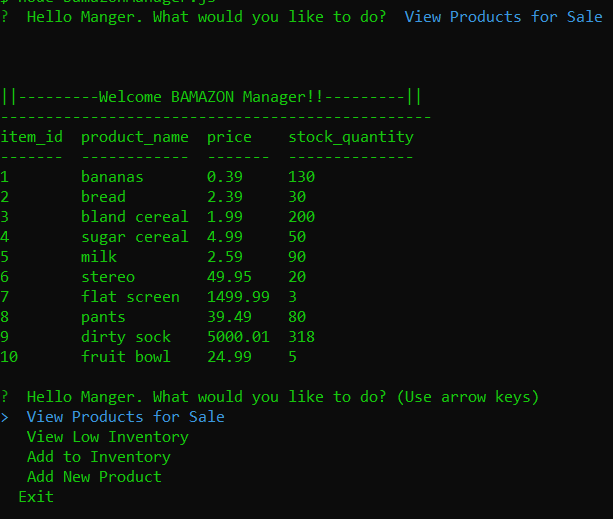 ? Hello Manger. What would you like to do? View Products for Sale
||---------Welcome BAMAZON Manager!!---------||
------------------------------------------------
item_id  product_name  price    stock_quantity
-------  ------------  -------  --------------
1        bananas       0.39     130
2        bread         2.39     30
3        bland cereal  1.99     200
4        sugar cereal  4.99     50
5        milk          2.59     90
6        stereo        49.95    20
7        flat screen   1499.99  3
8        pants         39.49    80
9        dirty sock    5000.01  318
10       fruit bowl    24.99    5
? Hello Manger. What would you like to do? (Use arrow keys)
> View Products for Sale
View Low Inventory
Add to Inventory
Add New Product
Exit